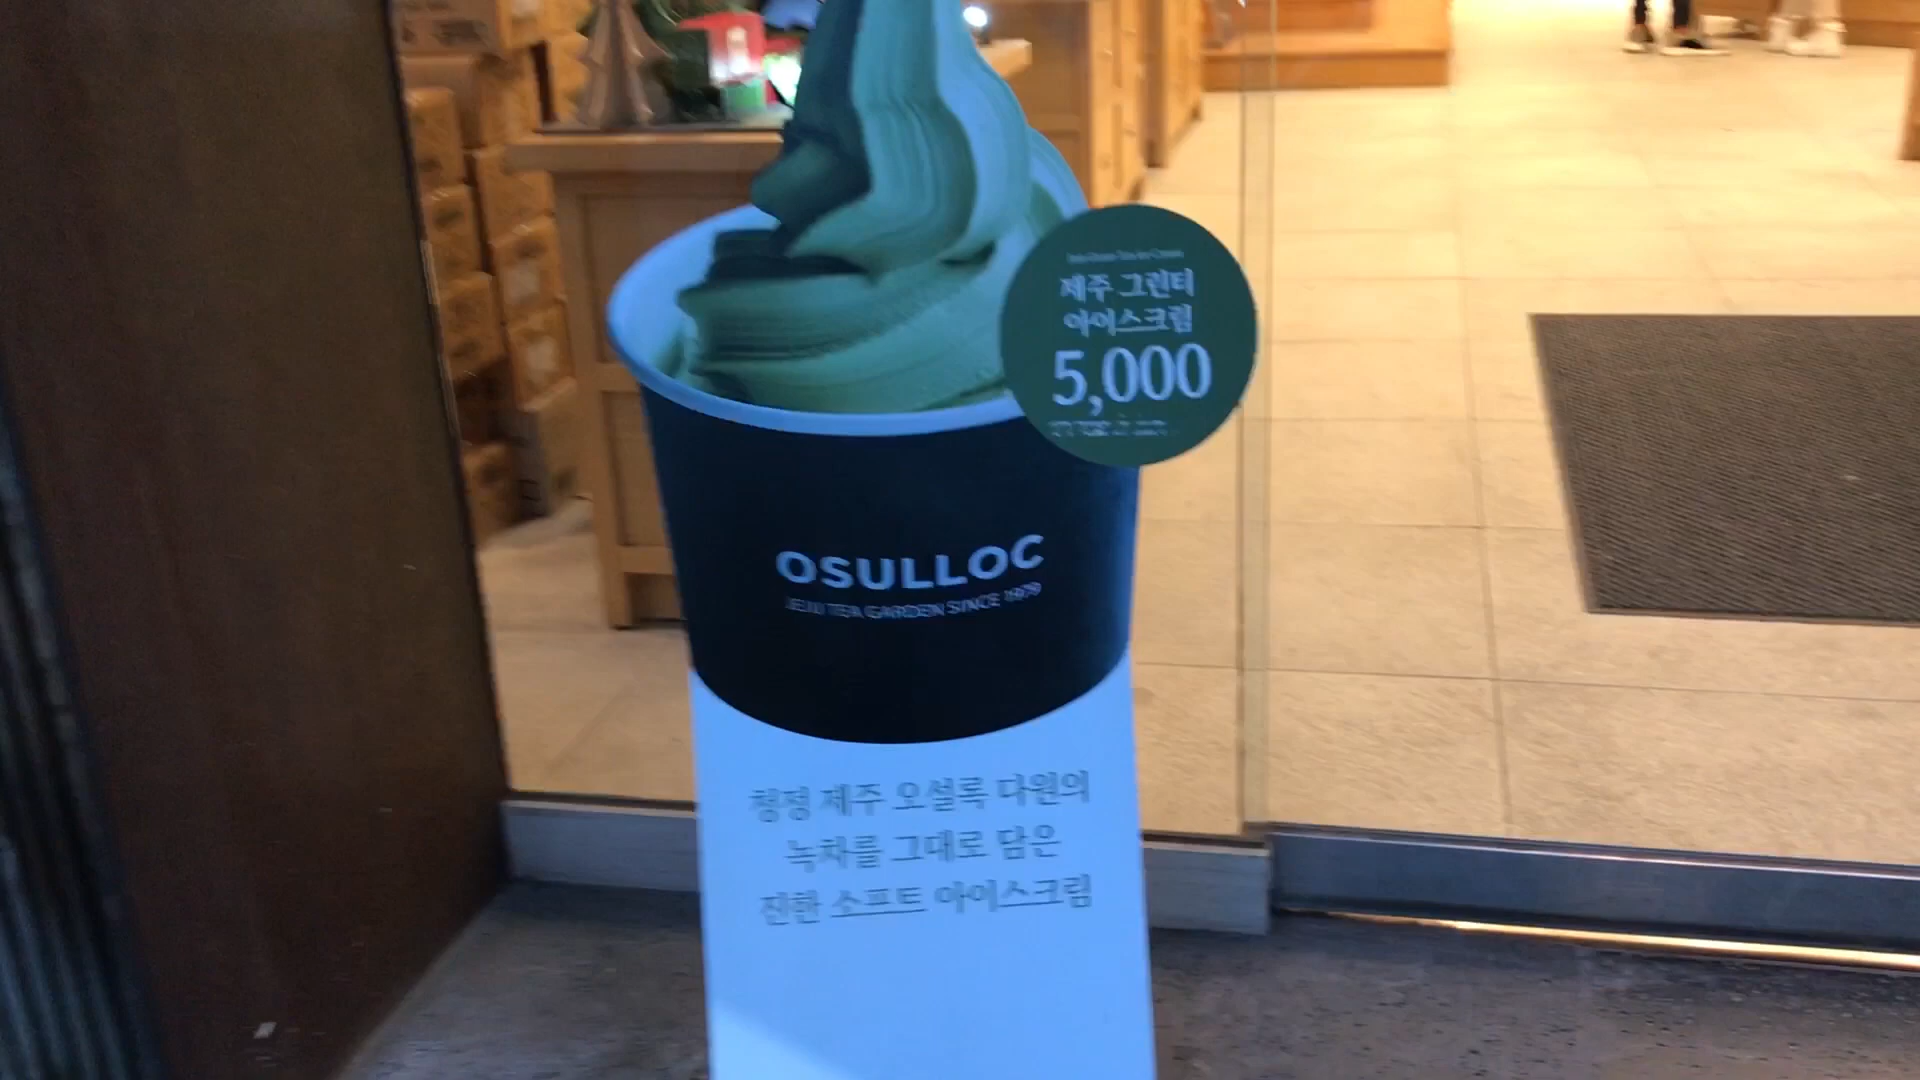 제주 그린티
아이스크림
5,000
OSULLOC
JEJU TEA GARDEN SINCE 1979
청정 제주 오설록 다원의
녹차를 그대로 담은
진한 소프트 아이스크림